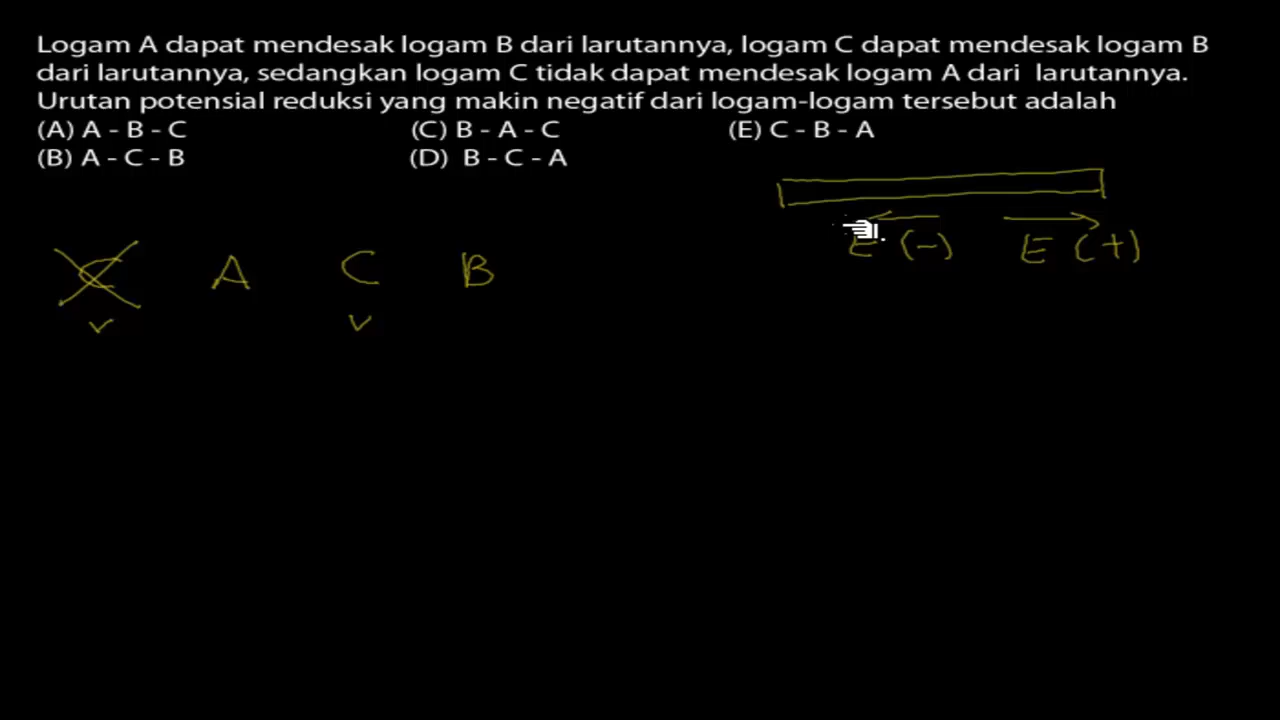 Logam A dapat mendesak logam B dari larutannya, logam C dapat mendesak logam B
dari larutannya, sedangkan logam C tidak dapat mendesak logam A dari larutannya.
Urutan potensial reduksi yang makin negatif dari logam-logam tersebut adalah
(A) A - B - C (C) B - A - C (E) C - B - A
(B) A - C - B (D) B - C - A
E (-) E (+)
C A C B
v v